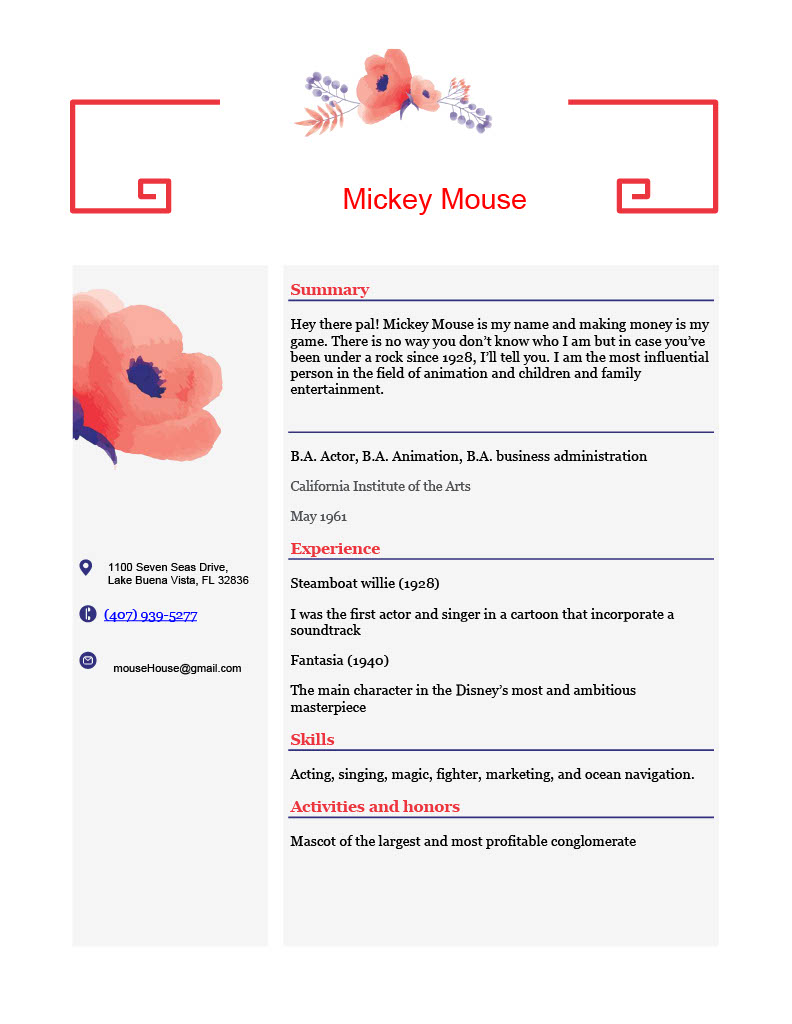 Mickey Mouse
1100 Seven Seas Drive,
Lake Buena Vista, FL 32836
(407) 939-5277
mouseHouse@gmail.com
Summary
Hey there pal! Mickey Mouse is my name and making money is my
game. There is no way you don’t know who I am but in case you’ve
been under a rock since 1928, I’ll tell you. I am the most influential
person in the field of animation and children and family
entertainment.
B.A. Actor, B.A. Animation, B.A. business administration
California Institute of the Arts
May 1961
Experience
Steamboat willie (1928)
I was the first actor and singer in a cartoon that incorporate a
soundtrack
Fantasia (1940)
The main character in the Disney’s most and ambitious
masterpiece
Skills
Acting, singing, magic, fighter, marketing, and ocean navigation.
Activities and honors
Mascot of the largest and most profitable conglomerate